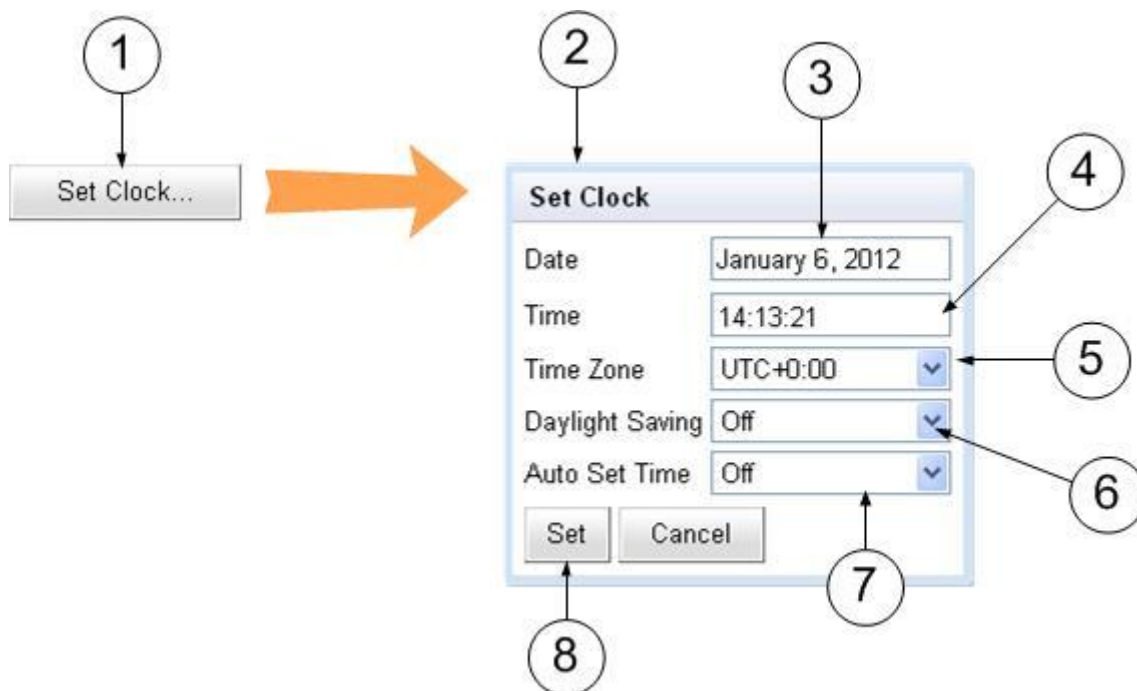 1
2
3
4
Set Clock...
Set Clock
Date January 6, 2012
Time 14:13:21
Time Zone UTC+0:00
5
Daylight Saving Off
6
Auto Set Time Off
Set Cancel
7
8